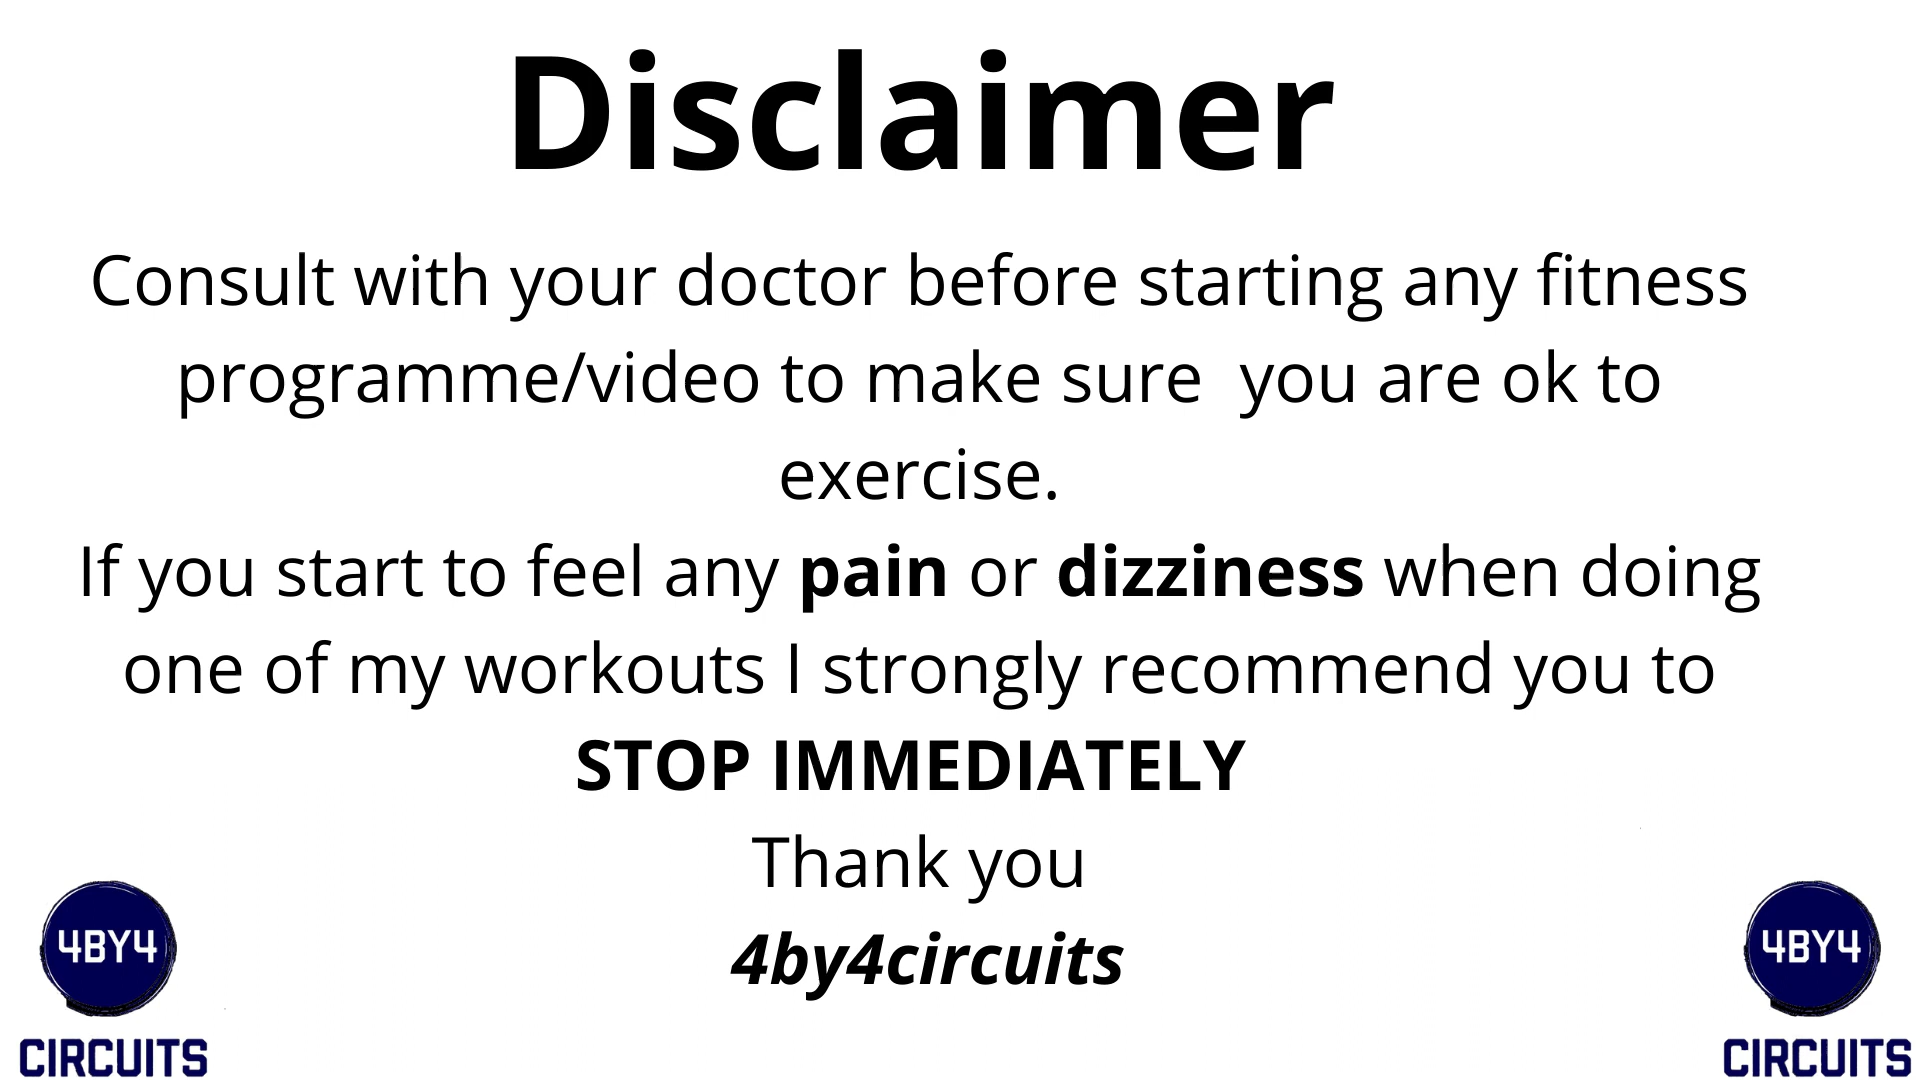 Disclaimer
Consult with your doctor before starting any fitness
programme/video to make sure  you are ok to
exercise.
If you start to feel any pain or dizziness when doing
one of my workouts I strongly recommend you to
STOP IMMEDIATELY
Thank you
4by4circuits
4BY4
CIRCUITS
4BY4
CIRCUITS